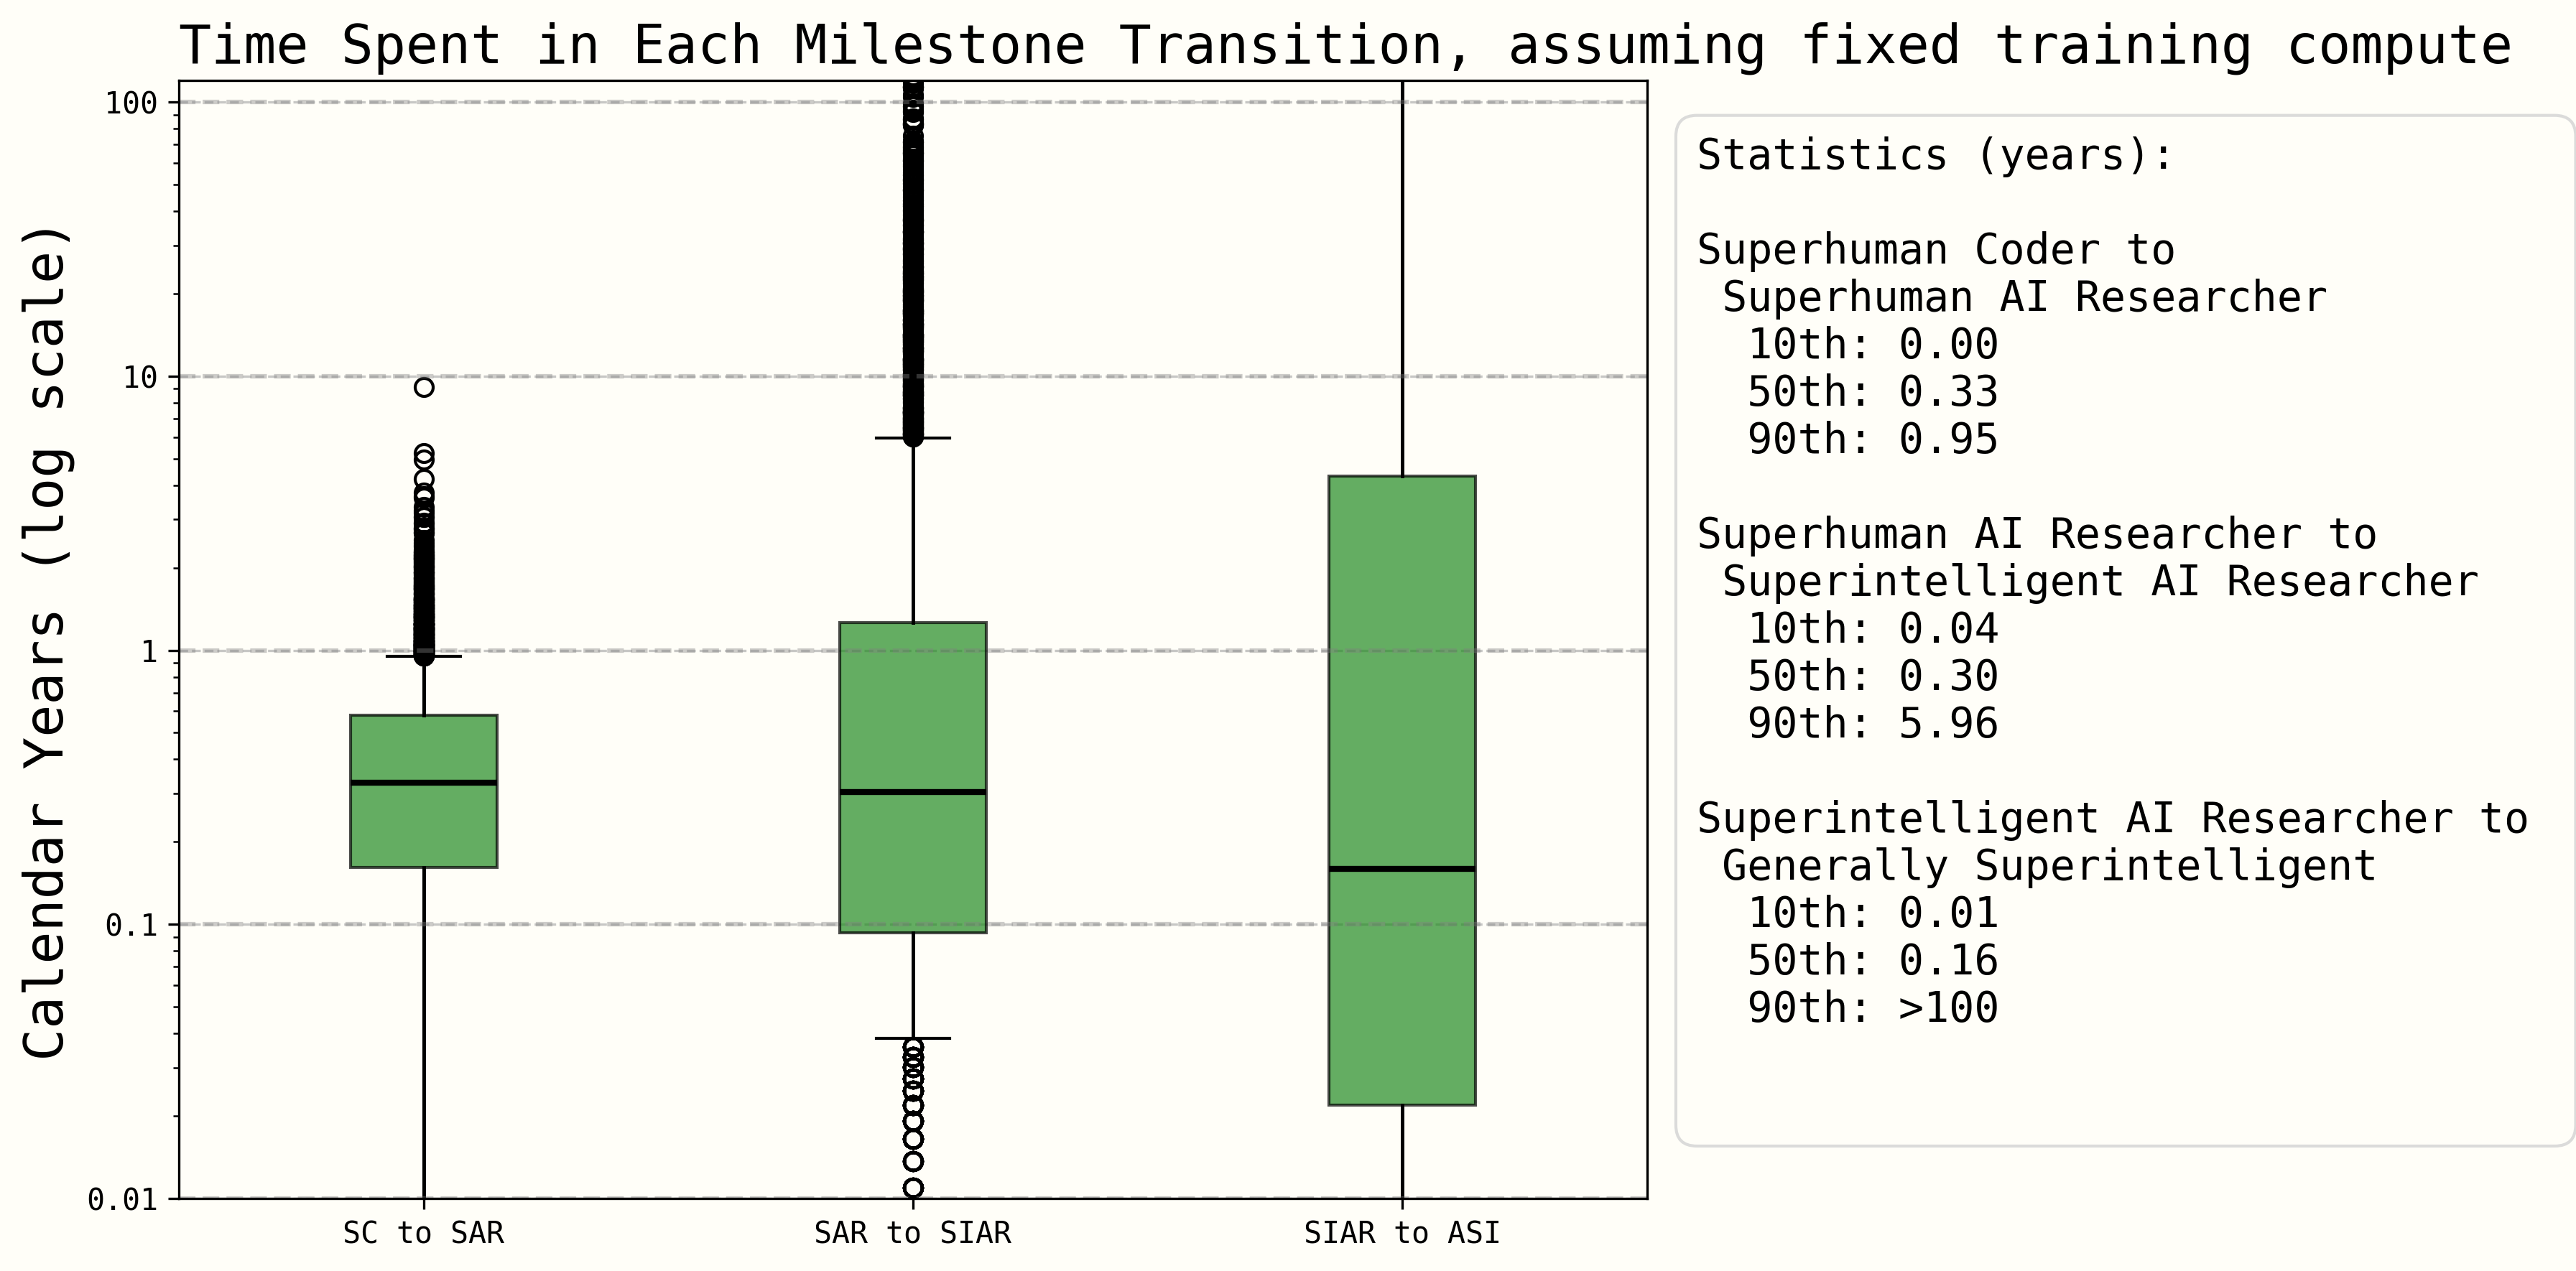 Time Spent in Each Milestone Transition, assuming fixed training compute
Calendar Years (log scale)
100
10
1
0.1
0.01
SC to SAR
SAR to SIAR
SIAR to ASI
Statistics (years):
Superhuman Coder to
Superhuman AI Researcher
10th: 0.00
50th: 0.33
90th: 0.95
Superhuman AI Researcher to
Superintelligent AI Researcher
10th: 0.04
50th: 0.30
90th: 5.96
Superintelligent AI Researcher to
Generally Superintelligent
10th: 0.01
50th: 0.16
90th: >100